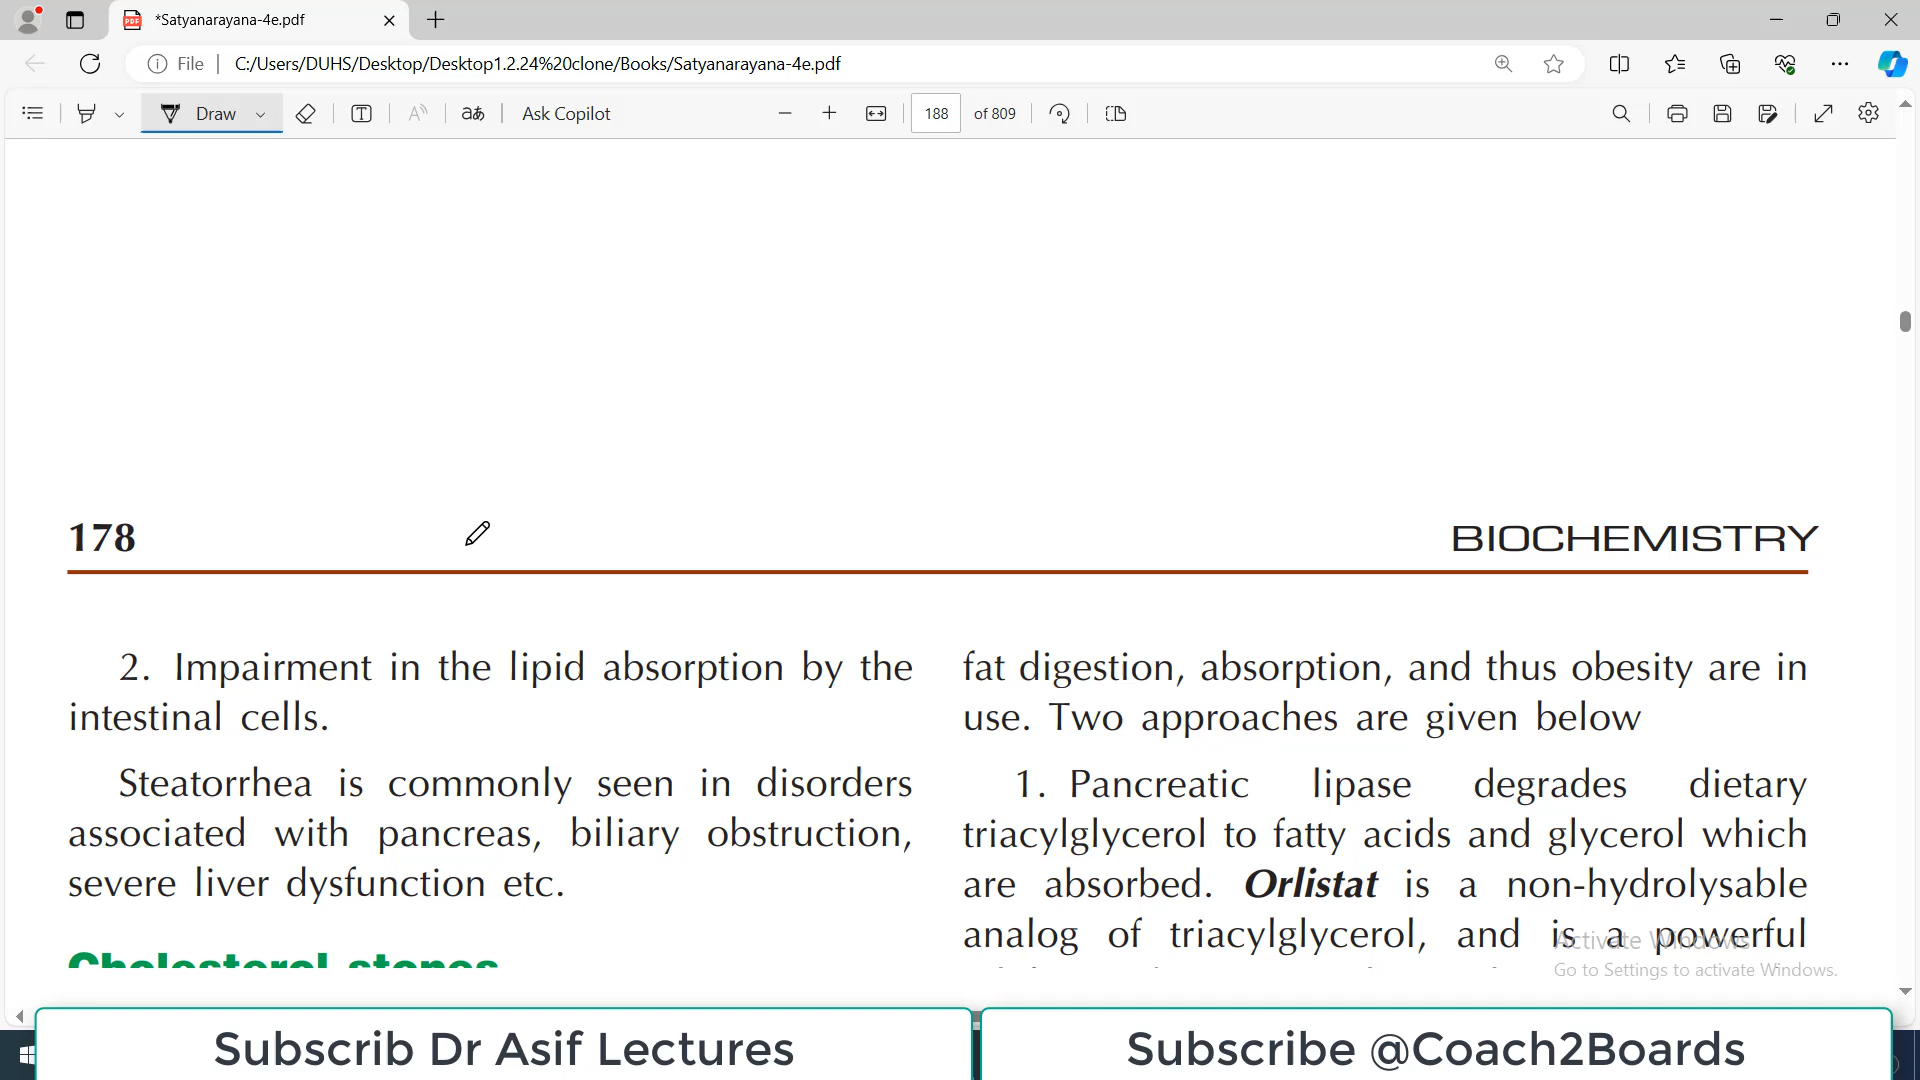 *Satyanarayana-4e.pdf
File
C:/Users/DUHS/Desktop/Desktop1.2.24%20clone/Books/Satyanarayana-4e.pdf
Draw
Ask Copilot
188 of 809
178
BIOCHEMISTRY
2. Impairment in the lipid absorption by the
intestinal cells.
Steatorrhea is commonly seen in disorders
associated with pancreas, biliary obstruction,
severe liver dysfunction etc.
Cholesterol stones
fat digestion, absorption, and thus obesity are in
use. Two approaches are given below
1. Pancreatic lipase degrades dietary
triacylglycerol to fatty acids and glycerol which
are absorbed. Orlistat is a non-hydrolysable
analog of triacylglycerol, and is a powerful
Activate Windows
Go to Settings to activate Windows.
Subscrib Dr Asif Lectures
Subscribe @Coach2Boards